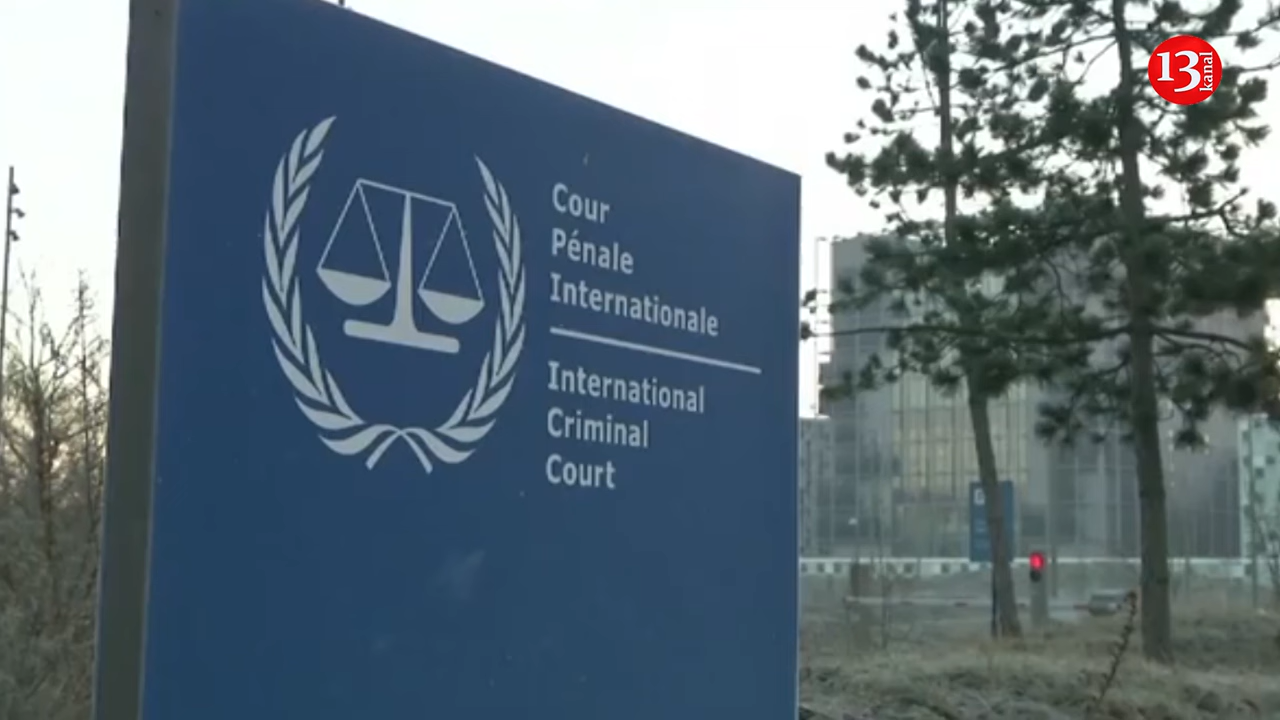 13
kanal
Cour
Pénale
Internationale
International
Criminal
Court